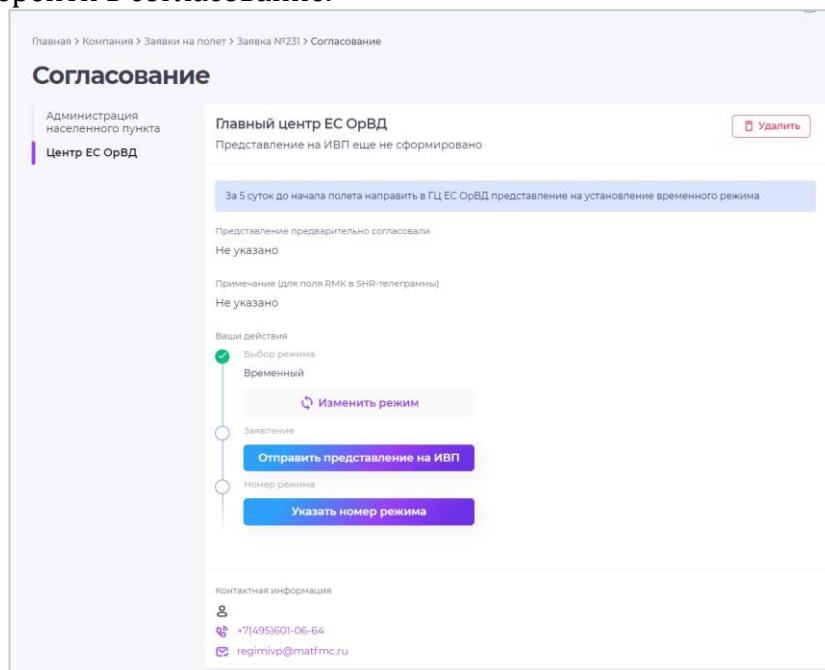 Главная > Компания > Заявки на полет > Заявка №231 > Согласование
Согласование
Администрация
населенного пункта
Центр ЕС ОрВД
Главный центр ЕС ОрВД
Представление на ИВП еще не сформировано
Удалить
За 5 суток до начала полета направить в ГЦ ЕС ОрВД представление на установление временного режима
Представление предварительно согласовали
Не указано
Примечание (для поля RMK в SHR-телеграммы)
Не указано
Ваши действия
Выбор режима
Временный
Изменить режим
Заявление
Отправить представление на ИВП
Номер режима
Указать номер режима
Контактная информация
+7(495)601-06-64
regimivp@matfmc.ru